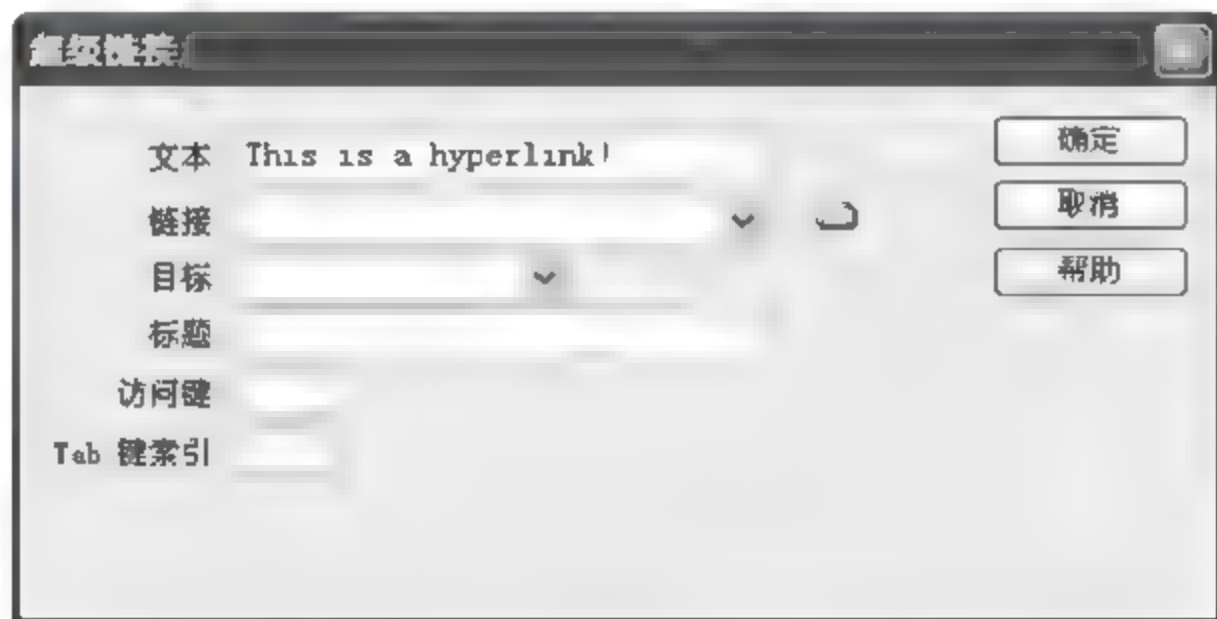 超级链接
文本 This is a hyperlink!
确定
链接
取消
目标
帮助
标题
访问键
Tab 键索引